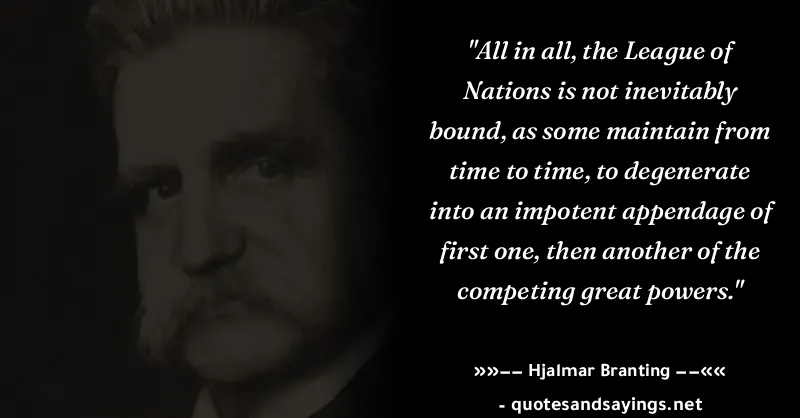 "All in all, the League of
Nations is not inevitably
bound, as some maintain from
time to time, to degenerate
into an impotent appendage of
first one, then another of the
competing great powers."
»»−− Hjalmar Branting −−««
- quotesandsayings.net